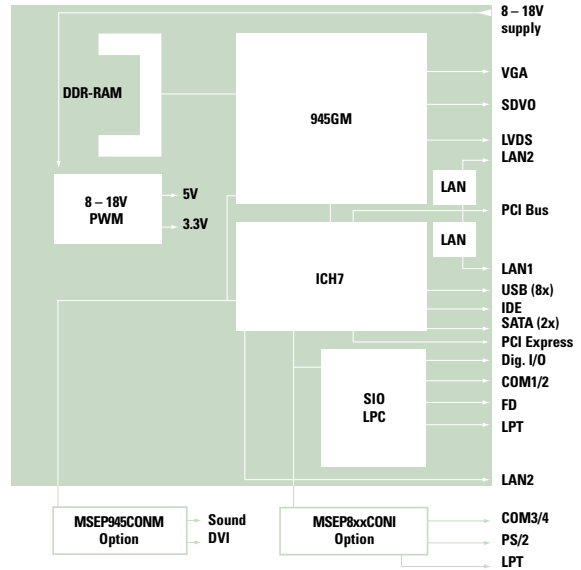 8 – 18V
supply
DDR-RAM
945GM
VGA
SDVO
LVDS
LAN2
LAN
8 – 18V
PWM
5V
3.3V
PCI Bus
LAN
ICH7
LAN1
USB (8x)
IDE
SATA (2x)
PCI Express
Dig. I/O
SIO
LPC
COM1/2
FD
LPT
LAN2
MSEP945CONM
Option
Sound
DVI
MSEP8xxCONI
Option
COM3/4
PS/2
LPT